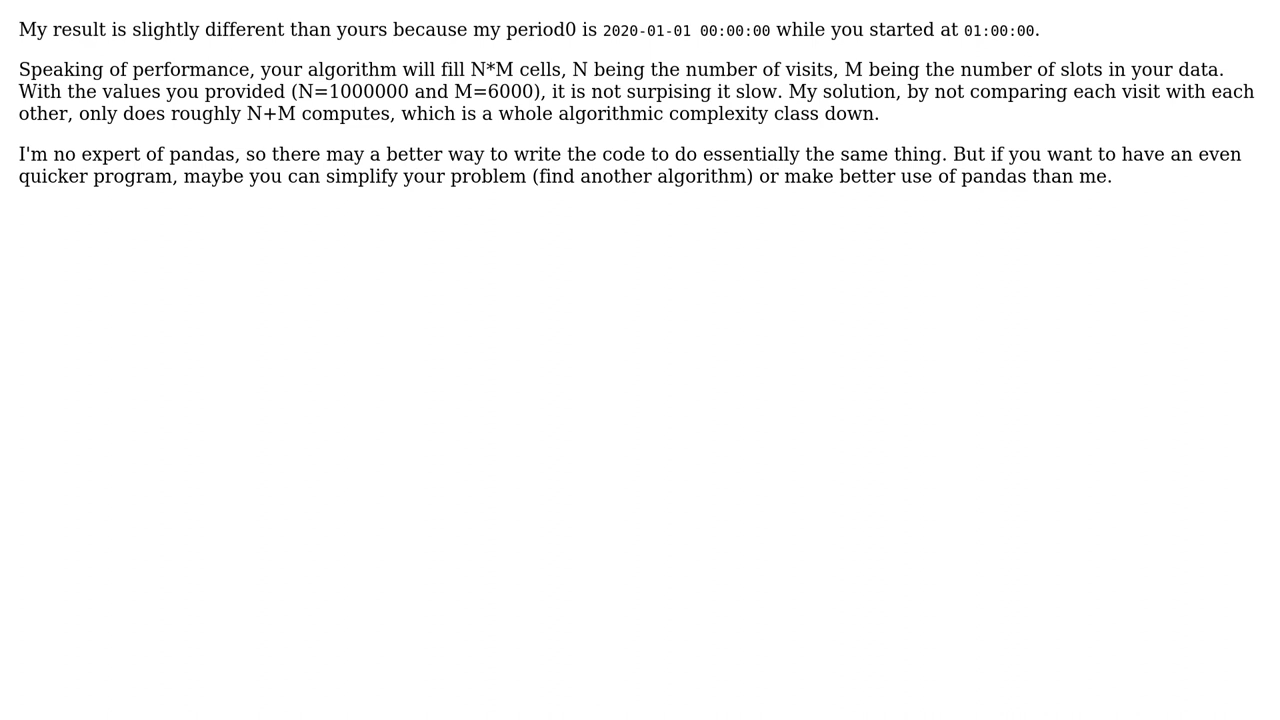 My result is slightly different than yours because my period0 is 2020-01-01 00:00:00 while you started at 01:00:00.
Speaking of performance, your algorithm will fill N*M cells, N being the number of visits, M being the number of slots in your data.
With the values you provided (N=1000000 and M=6000), it is not surpising it slow. My solution, by not comparing each visit with each
other, only does roughly N+M computes, which is a whole algorithmic complexity class down.
I'm no expert of pandas, so there may a better way to write the code to do essentially the same thing. But if you want to have an even
quicker program, maybe you can simplify your problem (find another algorithm) or make better use of pandas than me.